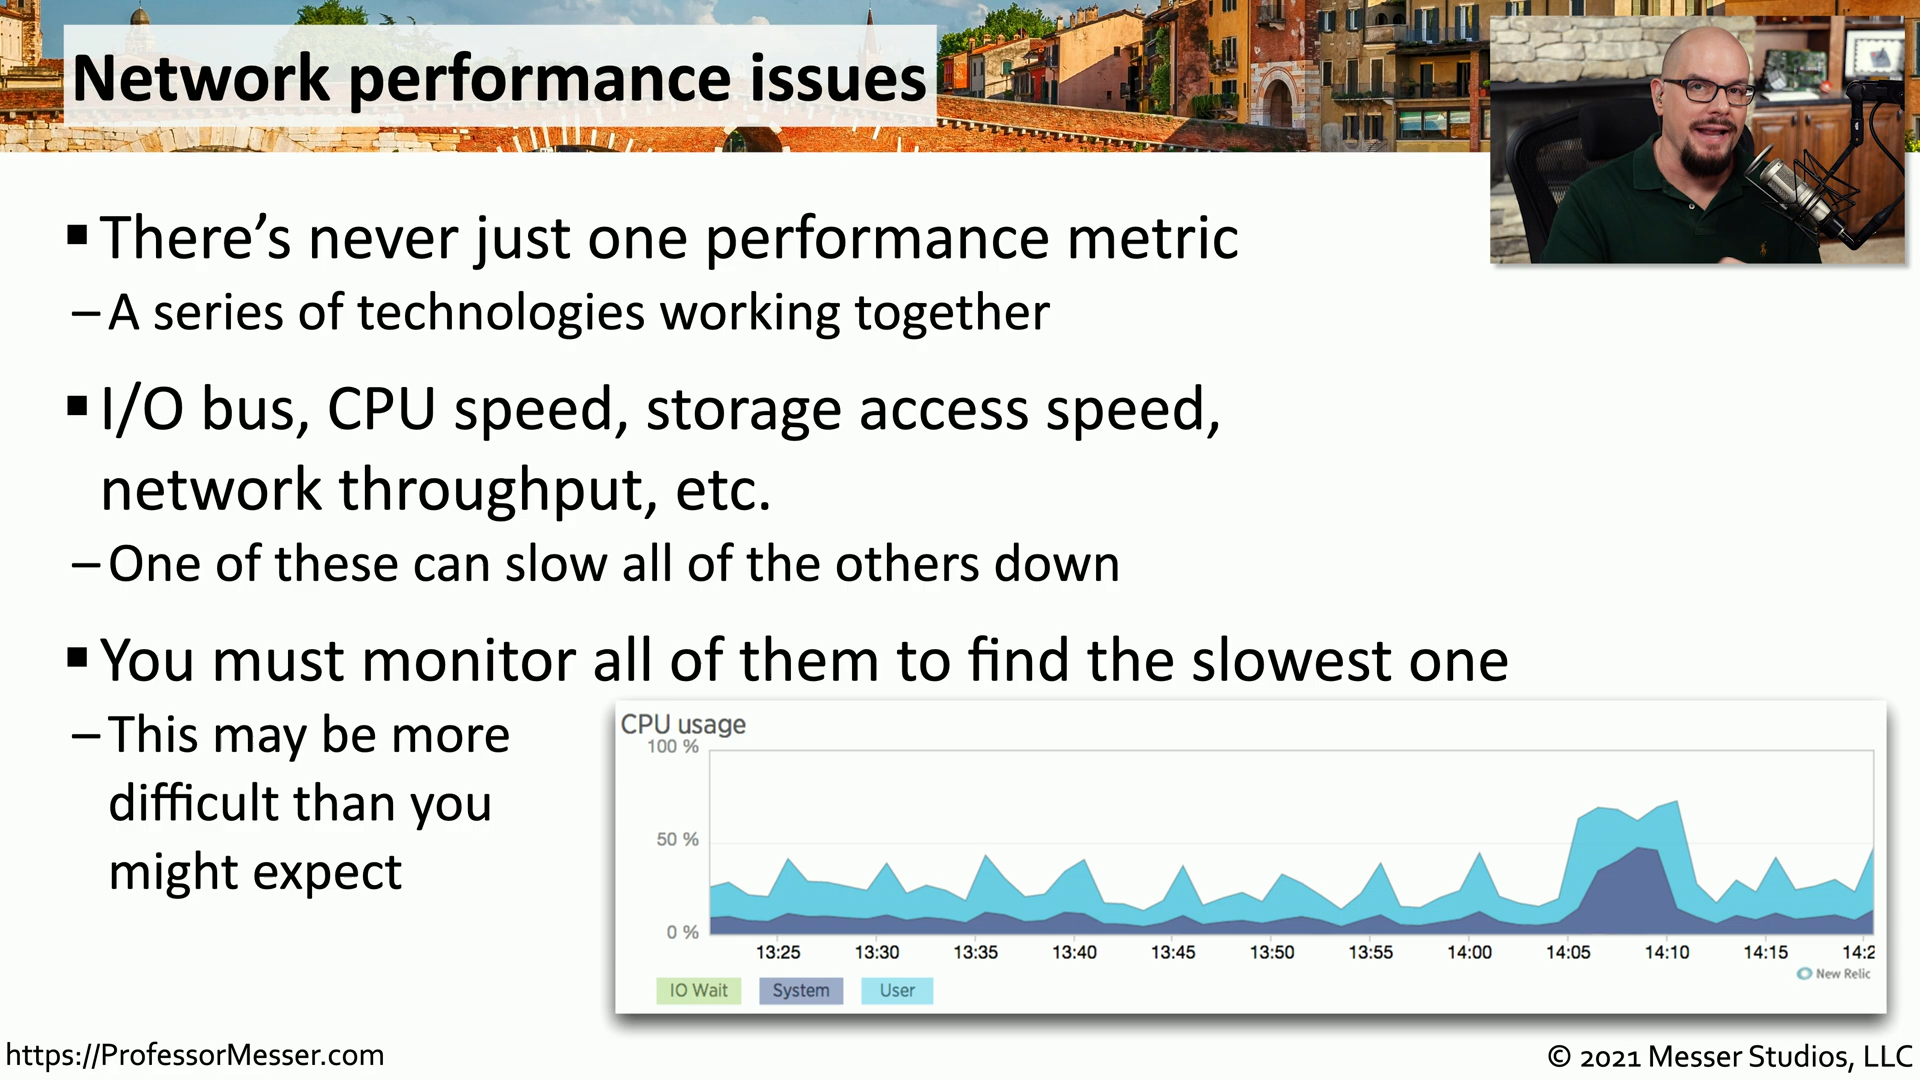 Network performance issues
▪ There’s never just one performance metric
– A series of technologies working together
▪ I/O bus, CPU speed, storage access speed,
network throughput, etc.
– One of these can slow all of the others down
▪ You must monitor all of them to find the slowest one
– This may be more
difficult than you
might expect
CPU usage
100 %
50 %
0 %
13:25 13:30 13:35 13:40 13:45 13:50 13:55 14:00 14:05 14:10 14:15 14:2
New Relic
IO Wait System User
https://ProfessorMesser.com
© 2021 Messer Studios, LLC